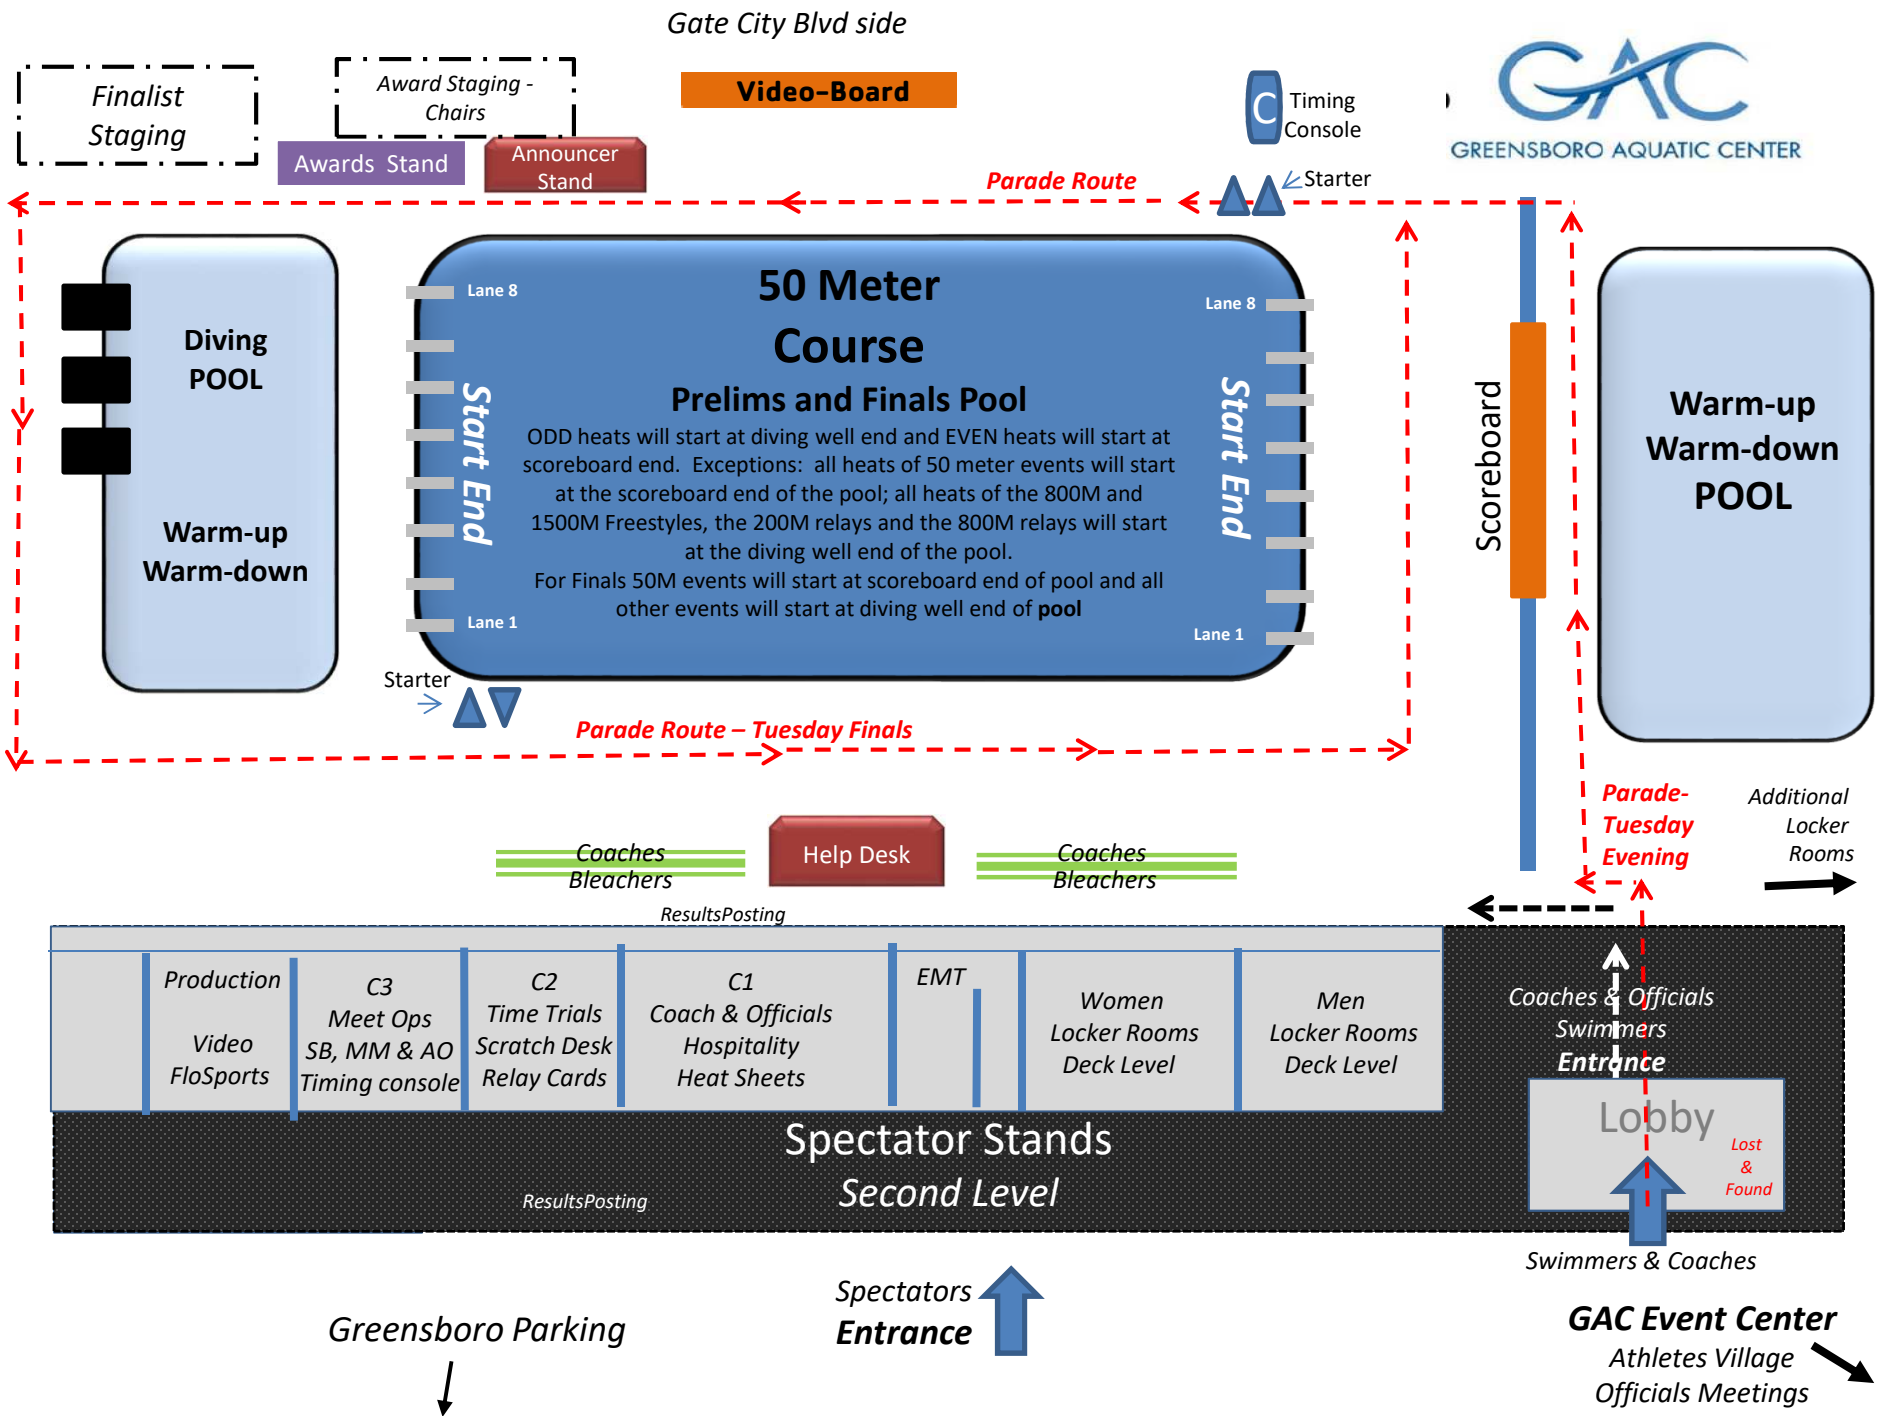 Gate City Blvd side
Finalist
Staging
Award Staging -
Chairs
Video-Board
C
Timing
Console
GAC
GREENSBORO AQUATIC CENTER
Awards Stand
Announcer
Stand
Parade Route
Starter
Diving
POOL
Warm-up
Warm-down
Lane 8
Start End
Lane 1
50 Meter
Course
Prelims and Finals Pool
ODD heats will start at diving well end and EVEN heats will start at
scoreboard end. Exceptions: all heats of 50 meter events will start
at the scoreboard end of the pool; all heats of the 800M and
1500M Freestyles, the 200M relays and the 800M relays will start
at the diving well end of the pool.
For Finals 50M events will start at scoreboard end of pool and all
other events will start at diving well end of pool
Lane 8
Start End
Lane 1
Scoreboard
Warm-up
Warm-down
POOL
Starter
Parade Route – Tuesday Finals
Parade-
Tuesday
Evening
Additional
Locker
Rooms
Coaches
Bleachers
Help Desk
Coaches
Bleachers
ResultsPosting
Production
Video
FloSports
C3
Meet Ops
SB, MM & AO
Timing console
C2
Time Trials
Scratch Desk
Relay Cards
C1
Coach & Officials
Hospitality
Heat Sheets
EMT
Women
Locker Rooms
Deck Level
Men
Locker Rooms
Deck Level
Coaches & Officials
Swimmers
Entrance
Lobby
Lost
&
Found
Spectator Stands
Second Level
ResultsPosting
Swimmers & Coaches
Spectators
Entrance
Greensboro Parking
GAC Event Center
Athletes Village
Officials Meetings